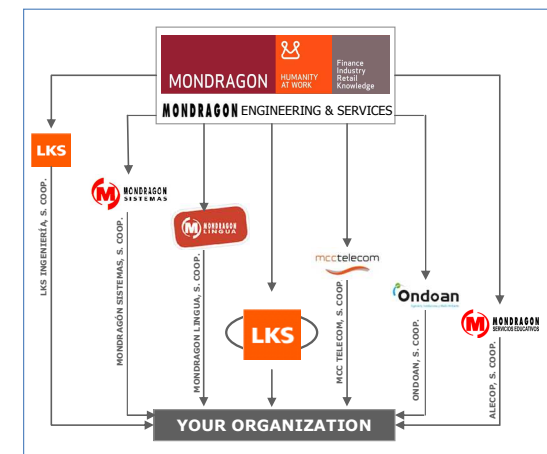 MONDRAGON
HUMANITY
AT WORK
Finance
Industry
Retail
Knowledge
MONDRAGON ENGINEERING & SERVICES
LKS
LKS INGENIERÍA, S. COOP.
MONDRAGON
SISTEMAS
MONDRAGÓN SISTEMAS, S. COOP.
MONDRAGON
LINGUA
MONDRAGON LINGUA, S. COOP.
LKS
mcctelecom
MCC TELECOM, S. COOP
Ondoan
ONDOAN, S. COOP.
MONDRAGON
SERVICIOS EDUCATIVOS
ALECOP, S. COOP.
YOUR ORGANIZATION